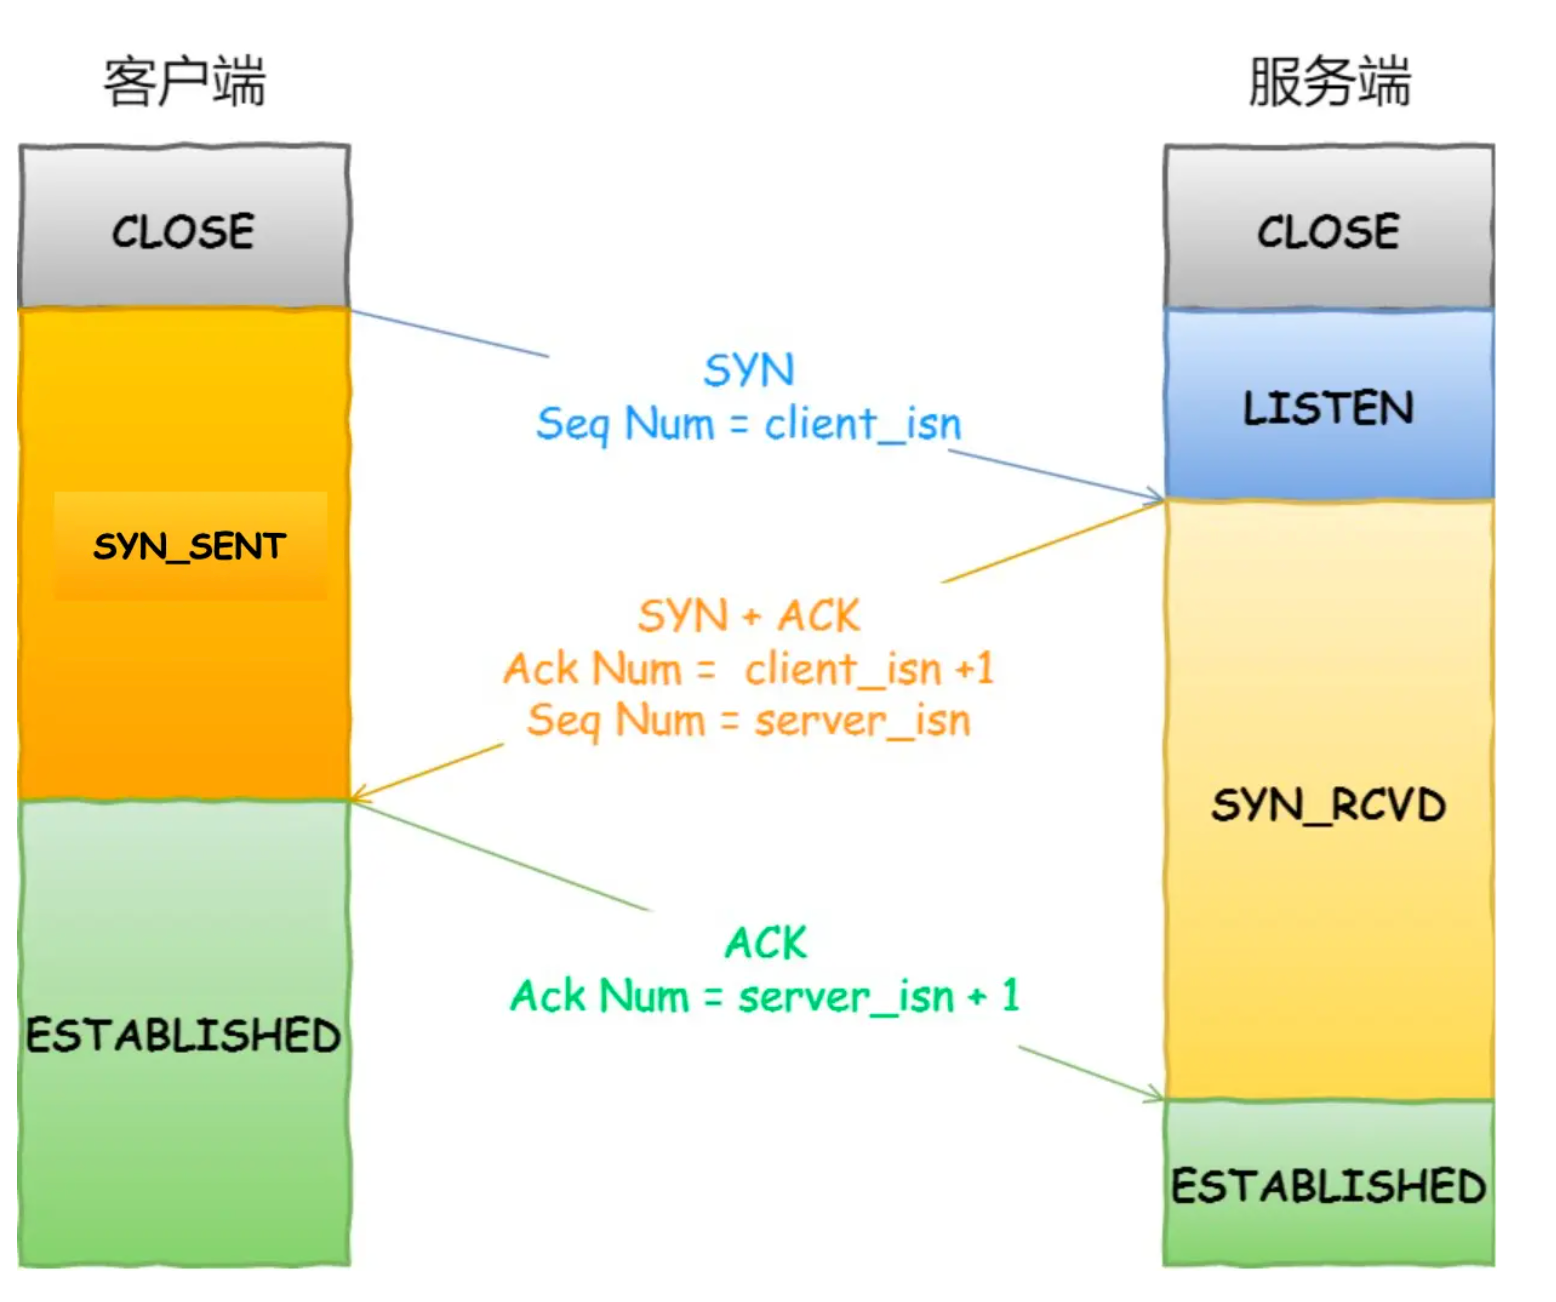 客户端
服务端
CLOSE
CLOSE
SYN
Seq Num = client_isn
LISTEN
SYN_SENT
SYN + ACK
Ack Num =  client_isn +1
Seq Num = server_isn
SYN_RCVD
ACK
Ack Num = server_isn + 1
ESTABLISHED
ESTABLISHED